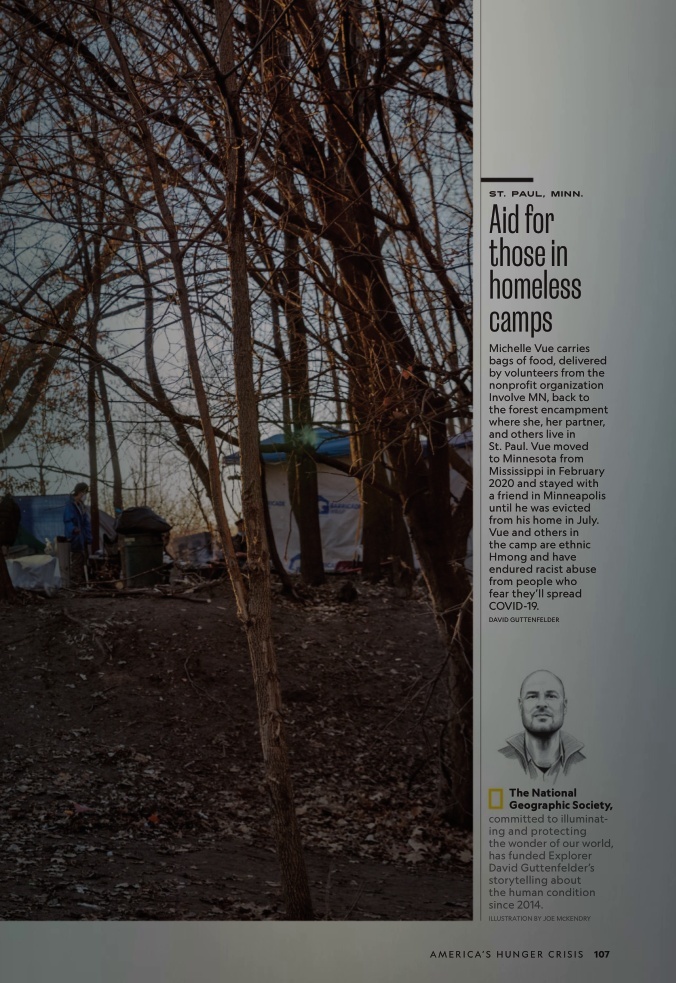 ST. PAUL, MINN.
Aid for
those in
homeless
camps
Michelle Vue carries
bags of food, delivered
by volunteers from the
nonprofit organization
Involve MN, back to
the forest encampment
where she, her partner,
and others live in
St. Paul. Vue moved
to Minnesota from
Mississippi in February
2020 and stayed with
a friend in Minneapolis
until he was evicted
from his home in July.
Vue and others in
the camp are ethnic
Hmong and have
endured racist abuse
from people who
fear they'll spread
COVID-19.
DAVID GUTTENFELDER
The National
Geographic Society,
committed to illuminat-
ing and protecting
the wonder of our world,
has funded Explorer
David Guttenfelder's
storytelling about
the human condition
since 2014.
ILLUSTRATION BY JOE McKENDRY
AMERICA'S HUNGER CRISIS 107